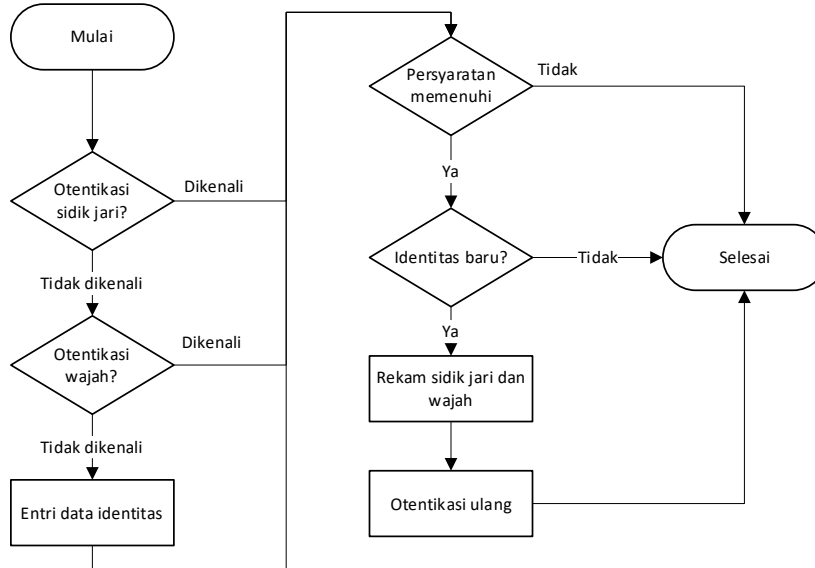 Mulai
Otentikasi
sidik jari?
Dikenali
Tidak dikenali
Otentikasi
wajah?
Dikenali
Tidak dikenali
Entri data identitas
Persyaratan
memenuhi
Tidak
Ya
Identitas baru?
Tidak
Selesai
Ya
Rekam sidik jari dan
wajah
Otentikasi ulang